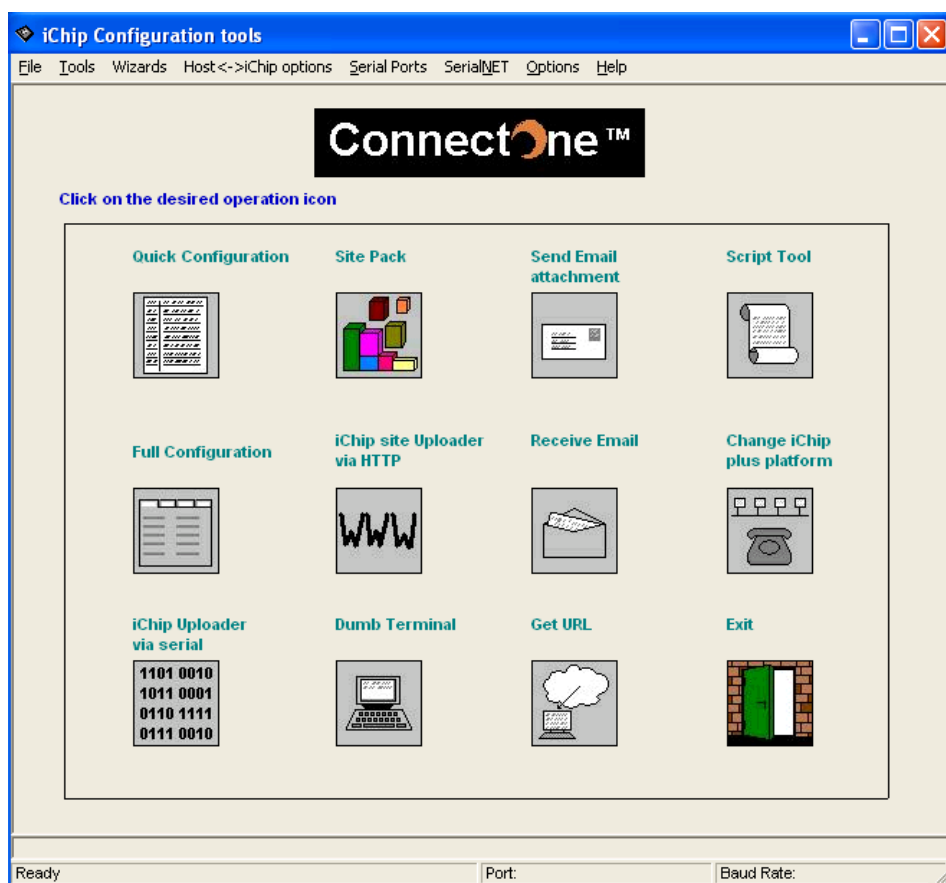 iChip Configuration tools
File Tools Wizards Host<->iChip options Serial Ports SerialNET Options Help
ConnectOne™
Click on the desired operation icon
Quick Configuration
Site Pack
Send Email
attachment
Script Tool
Full Configuration
iChip site Uploader
via HTTP
WWW
Receive Email
Change iChip
plus platform
iChip Uploader
via serial
1101 0010
1011 0001
0110 1111
0111 0010
Dumb Terminal
Get URL
Exit
Ready Port: Baud Rate: